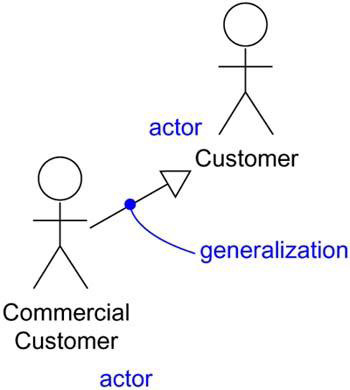 actor
Customer
generalization
Commercial
Customer
actor